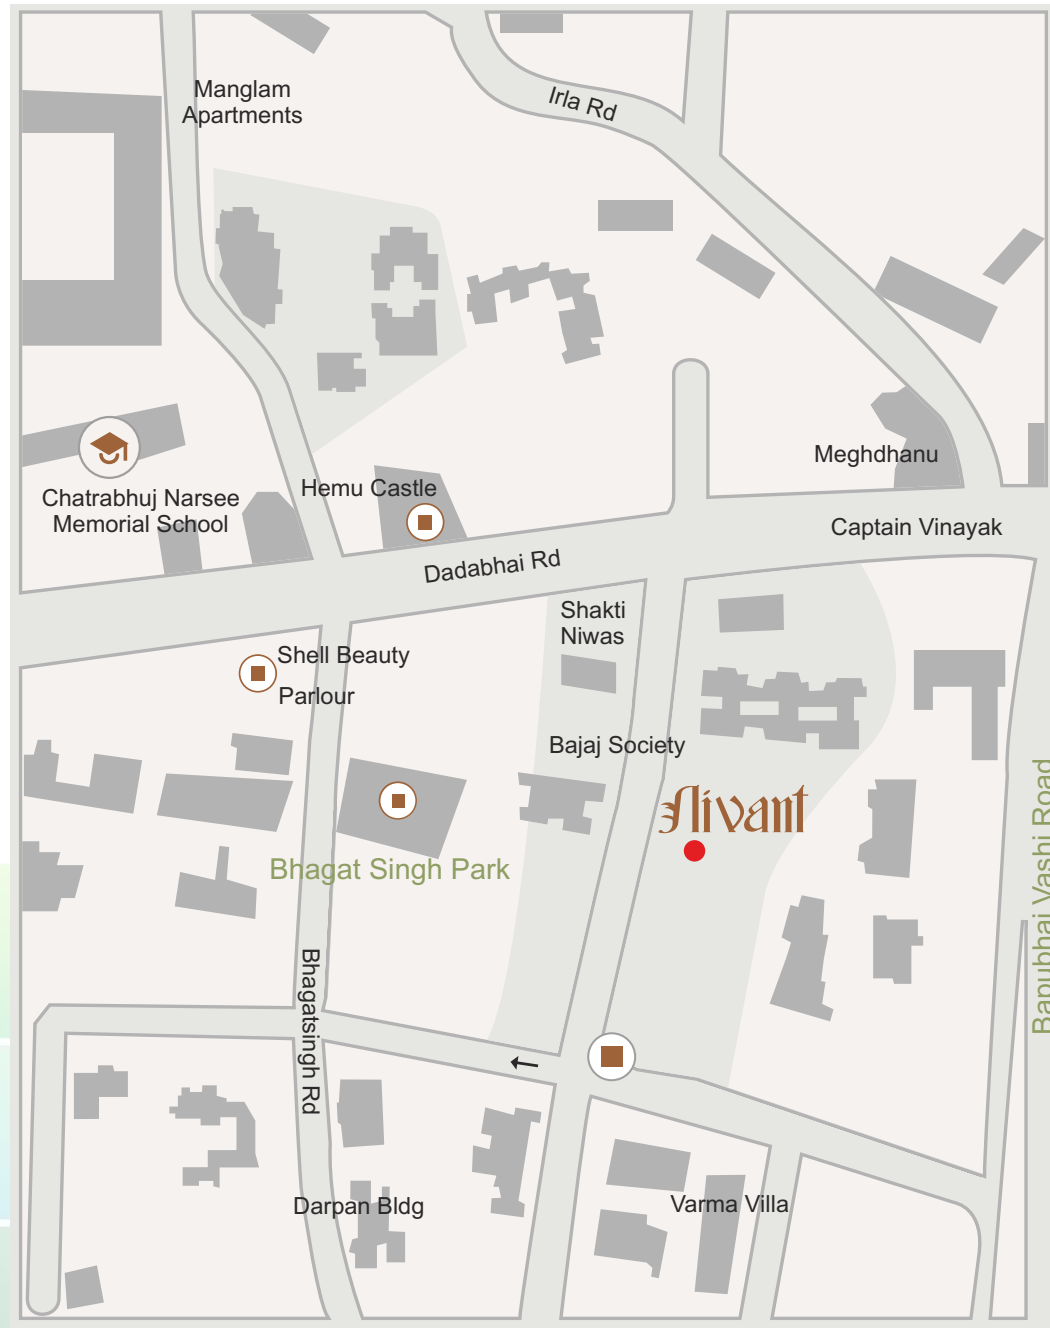 Manglam
Apartments
Irla Rd
Meghdhanu
Hemu Castle
Chatrabhuj Narsee
Memorial School
Captain Vinayak
Dadabhai Rd
Shakti
Niwas
Shell Beauty
Parlour
Bajaj Society
Bapubhai Vashi Road
Alivant
Bhagat Singh Park
Bhagatsingh Rd
Darpan Bldg
Varma Villa